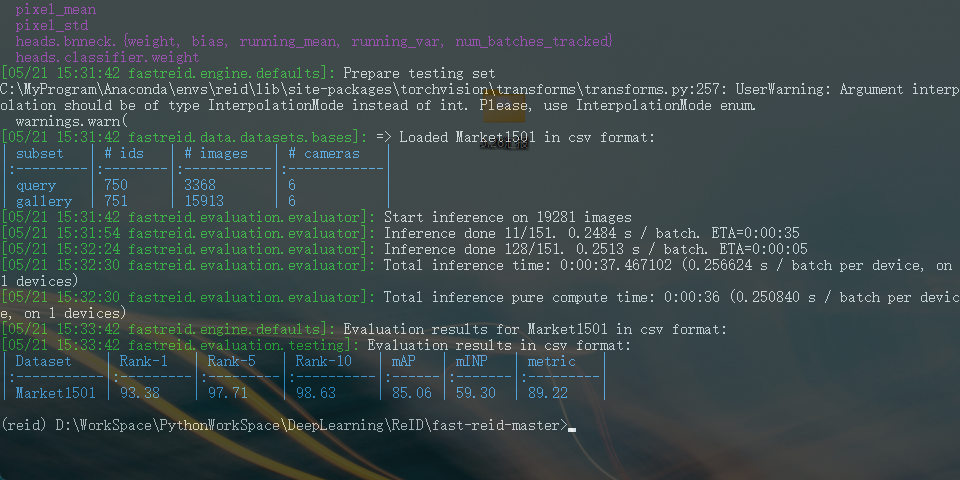 pixel_mean
pixel_std
heads.bnneck.{weight, bias, running_mean, running_var, num_batches_tracked}
heads.classifier.weight
[05/21 15:31:42 fastreid.engine.defaults]: Prepare testing set
C:\MyProgram\Anaconda\envs\reid\lib\site-packages\torchvision\transforms\transforms.py:257: UserWarning: Argument interp
olation should be of type InterpolationMode instead of int. Please, use InterpolationMode enum.
warnings.warn(
[05/21 15:31:42 fastreid.data.datasets.bases]: => Loaded Market1501 in csv format:
| subset | # ids | # images | # cameras |
|:---------|:--------|:-----------|:------------|
| query | 750 | 3368 | 6 |
| gallery | 751 | 15913 | 6 |
[05/21 15:31:42 fastreid.evaluation.evaluator]: Start inference on 19281 images
[05/21 15:31:54 fastreid.evaluation.evaluator]: Inference done 11/151. 0.2484 s / batch. ETA=0:00:35
[05/21 15:32:24 fastreid.evaluation.evaluator]: Inference done 128/151. 0.2513 s / batch. ETA=0:00:05
[05/21 15:32:30 fastreid.evaluation.evaluator]: Total inference time: 0:00:37.467102 (0.256624 s / batch per device, on
1 devices)
[05/21 15:32:30 fastreid.evaluation.evaluator]: Total inference pure compute time: 0:00:36 (0.250840 s / batch per devic
e, on 1 devices)
[05/21 15:33:42 fastreid.engine.defaults]: Evaluation results for Market1501 in csv format:
[05/21 15:33:42 fastreid.evaluation.testing]: Evaluation results in csv format:
| Dataset | Rank-1 | Rank-5 | Rank-10 | mAP | mINP | metric |
|:-----------|:---------|:---------|:----------|:------|:-------|:---------|
| Market1501 | 93.38 | 97.71 | 98.63 | 85.06 | 59.30 | 89.22 |
(reid) D:\WorkSpace\PythonWorkSpace\DeepLearning\ReID\fast-reid-master>